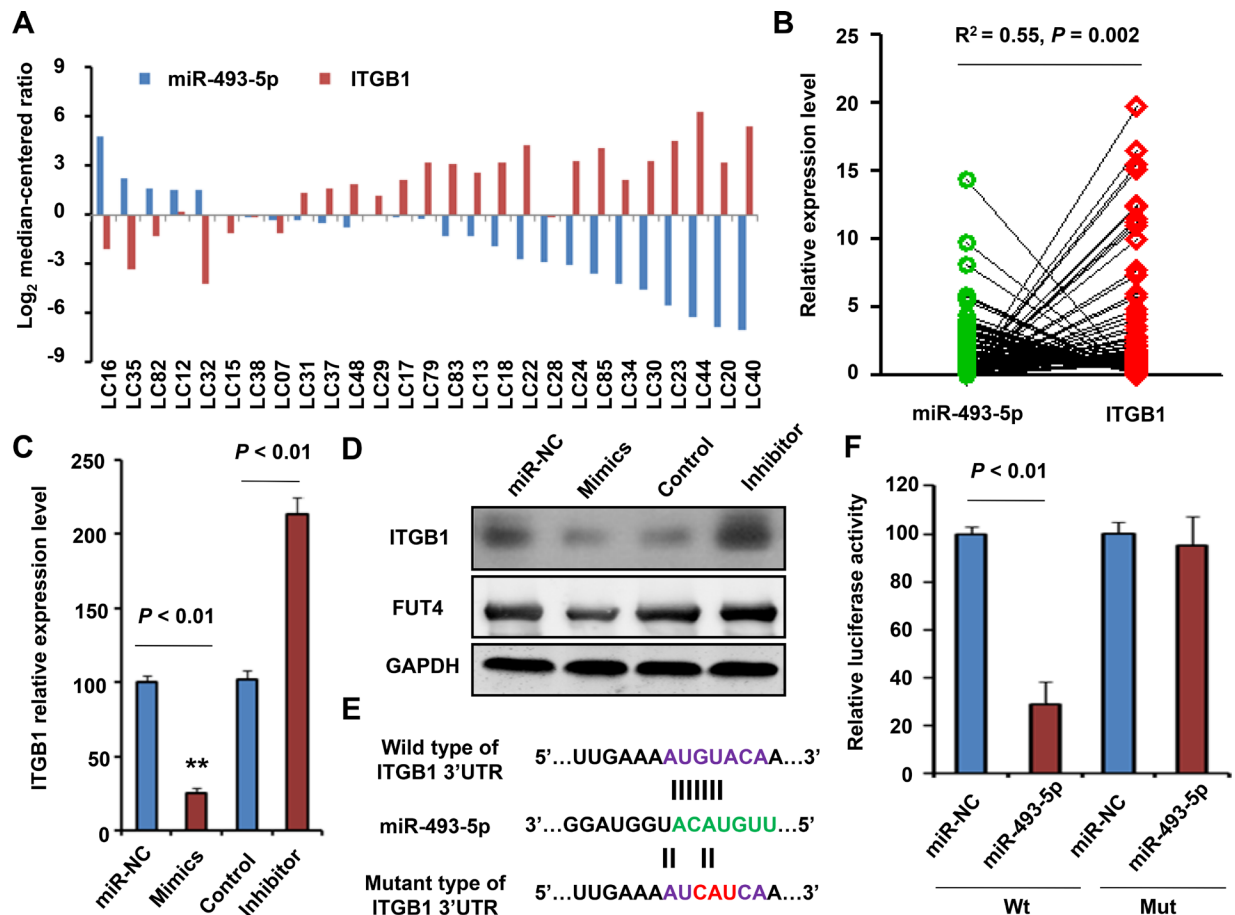 A
9
6
3
0
-3
-6
-9
Log2 median-centered ratio
miR-493-5p
ITGB1
LC16
LC35
LC82
LC12
LC32
LC15
LC38
LC07
LC31
LC37
LC48
LC29
LC17
LC79
LC83
LC13
LC18
LC22
LC28
LC24
LC85
LC34
LC30
LC23
LC44
LC20
LC40
B
R2 = 0.55, P = 0.002
25
20
15
10
5
0
Relative expression level
miR-493-5p
ITGB1
C
250
200
150
100
50
0
ITGB1 relative expression level
P < 0.01
P < 0.01
**
miR-NC
Mimics
Control
Inhibitor
D
miR-NC
Mimics
Control
Inhibitor
ITGB1
FUT4
GAPDH
E
Wild type of
ITGB1 3’UTR
5’…UUGAAAAUGUACAA…3’
miR-493-5p
3’…GGAUGGUACAUGUU…5’
Mutant type of
ITGB1 3’UTR
5’…UUGAAAAUCAUCAA…3’
F
P < 0.01
120
100
80
60
40
20
0
Relative luciferase activity
miR-NC
miR-493-5p
miR-NC
miR-493-5p
Wt
Mut